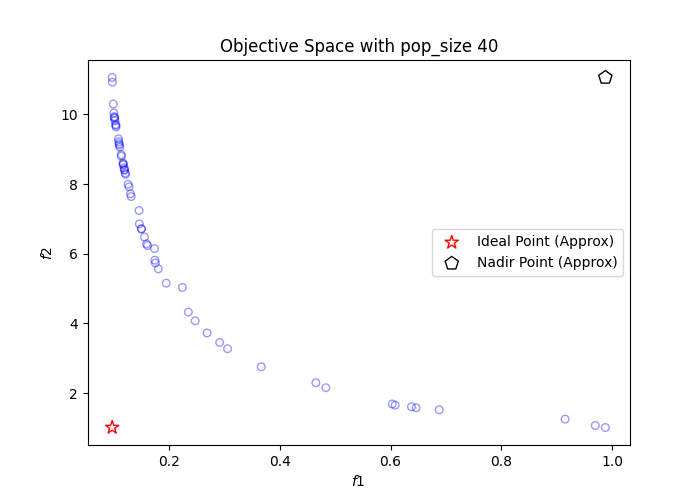 Objective Space with pop_size 40
10
8
6
4
2
f2
Ideal Point (Approx)
Nadir Point (Approx)
0.2
0.4
0.6
0.8
1.0
f1